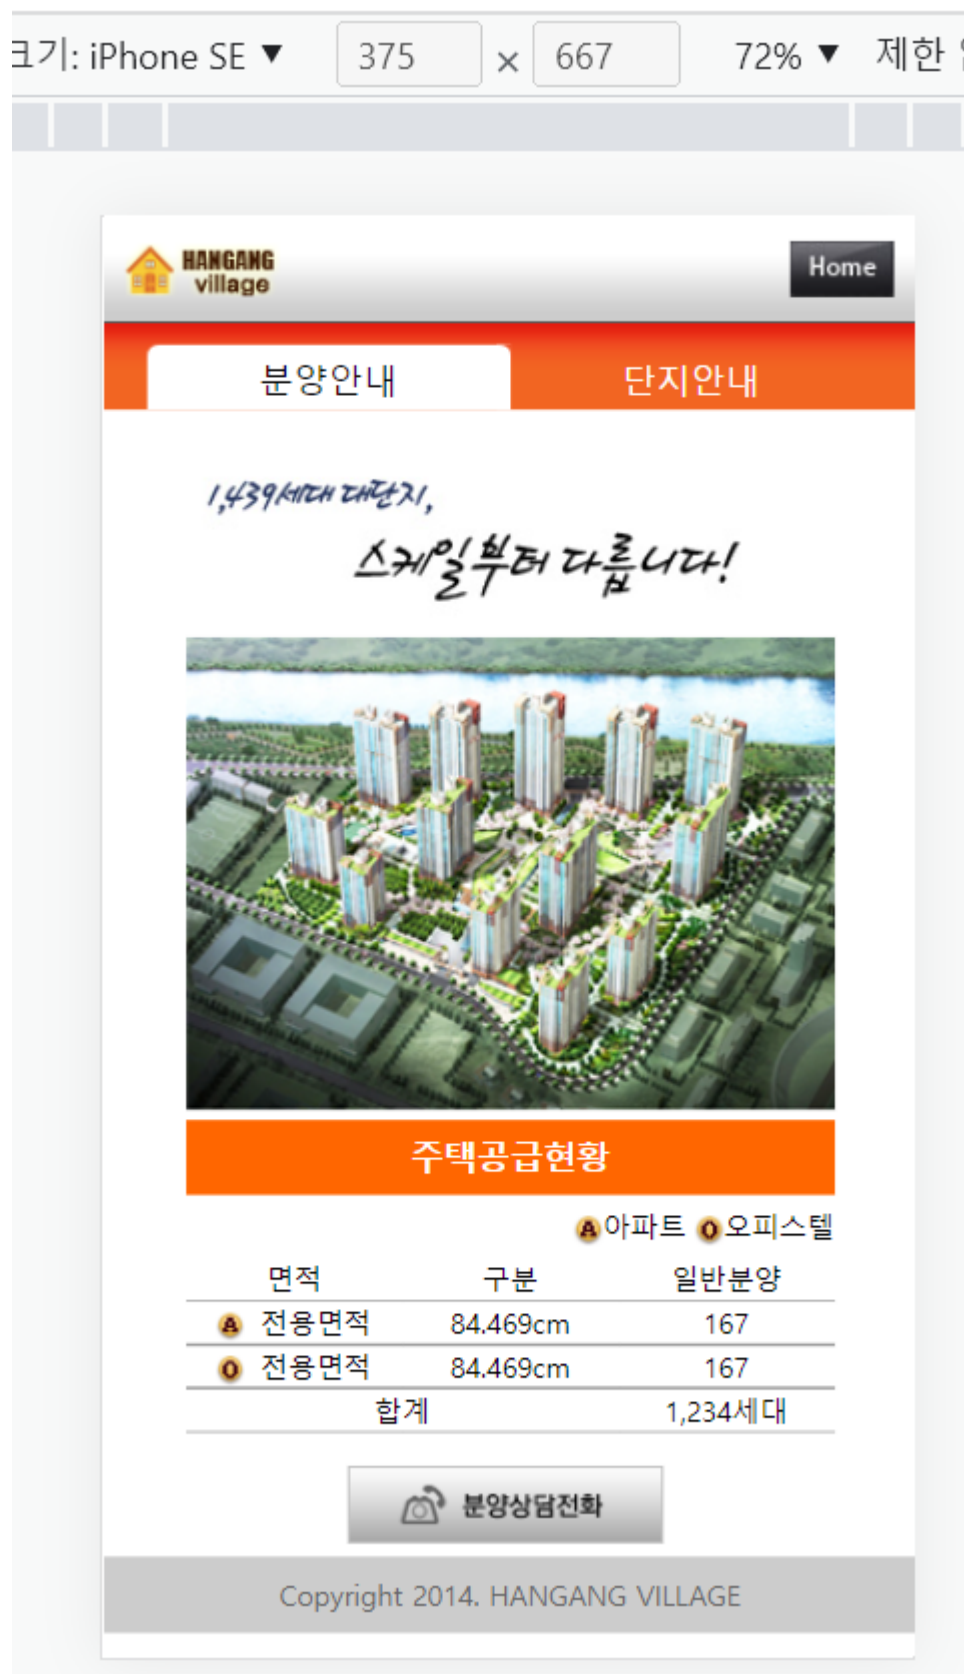 크기: iPhone SE ▼ 375 × 667 72% ▼ 제한
HANGANG
village
Home
분양안내 단지안내
1,439세대 대단지,
스케일부터 다릅니다!
주택공급현황
A 아파트 O 오피스텔
면적 구분 일반분양
A 전용면적 84.469cm 167
O 전용면적 84.469cm 167
합계 1,234세대
분양상담전화
Copyright 2014. HANGANG VILLAGE